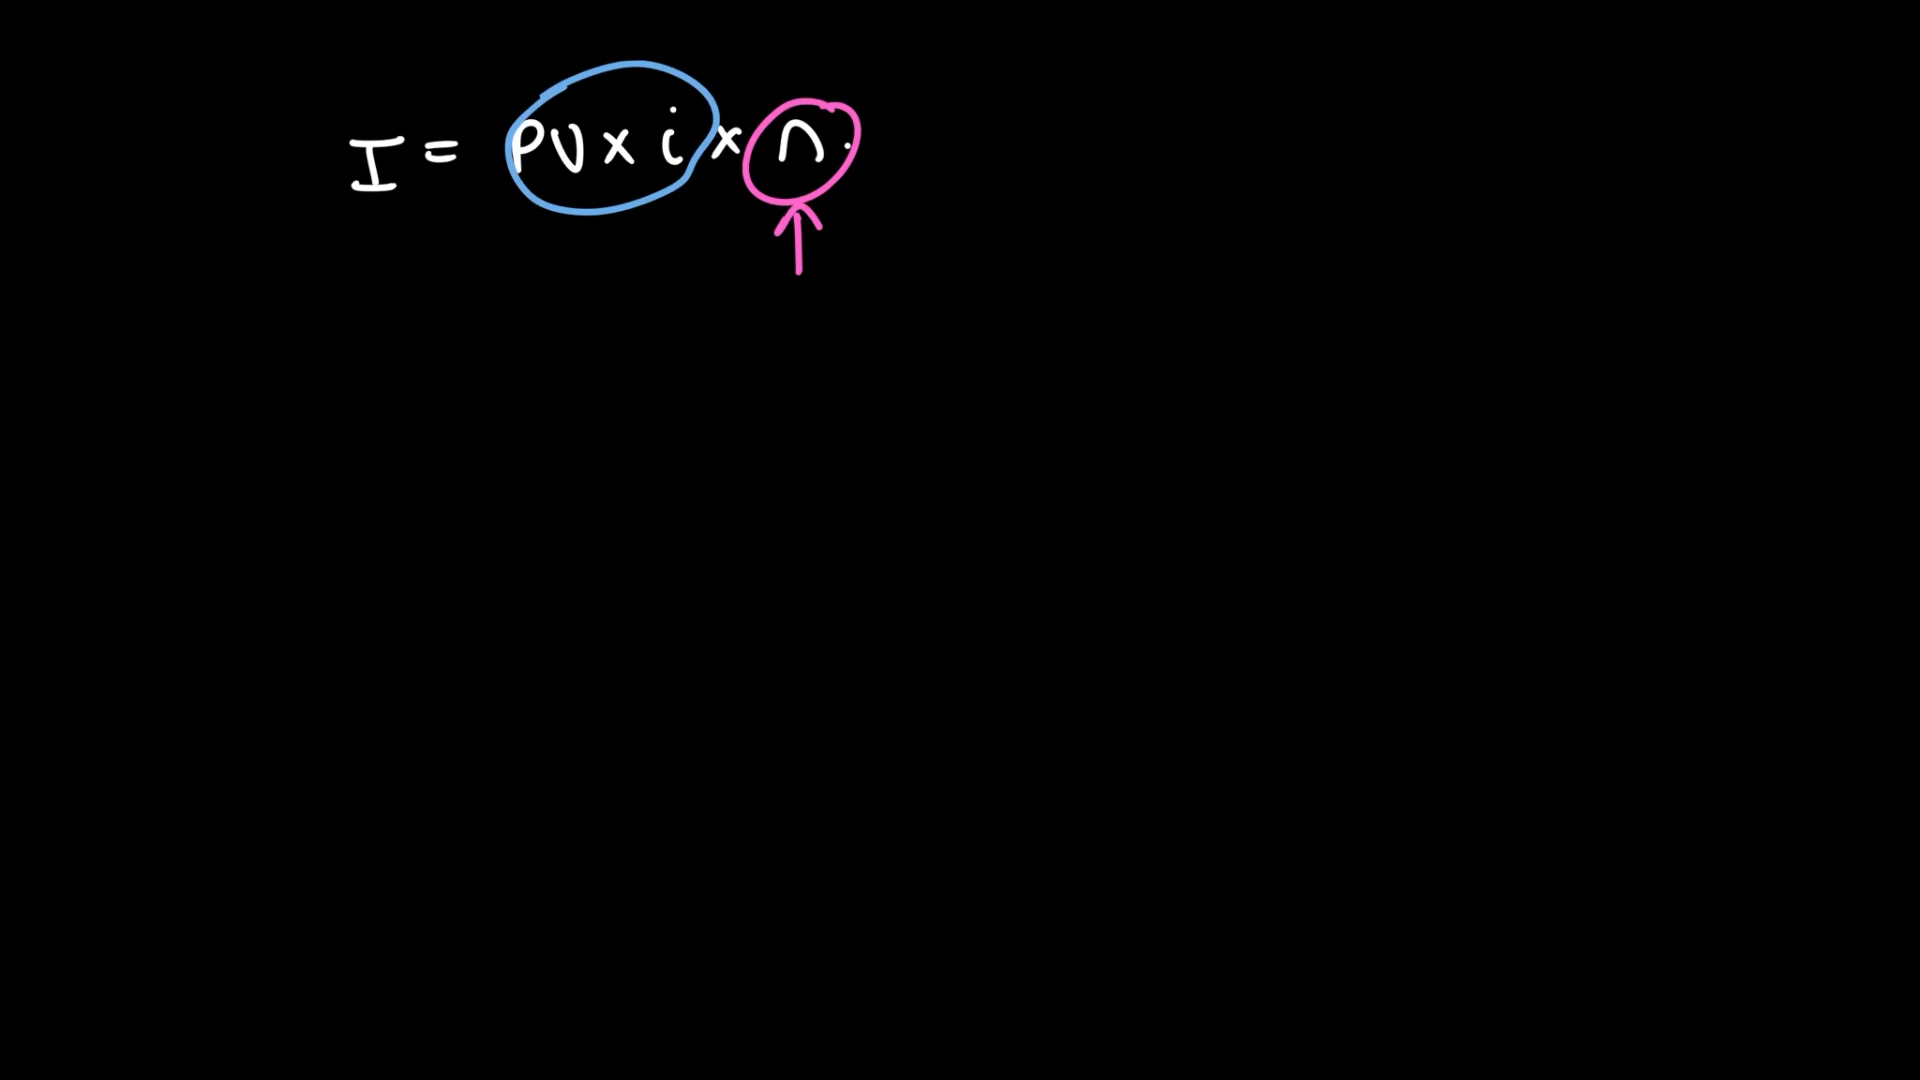 I = PV x i x n.